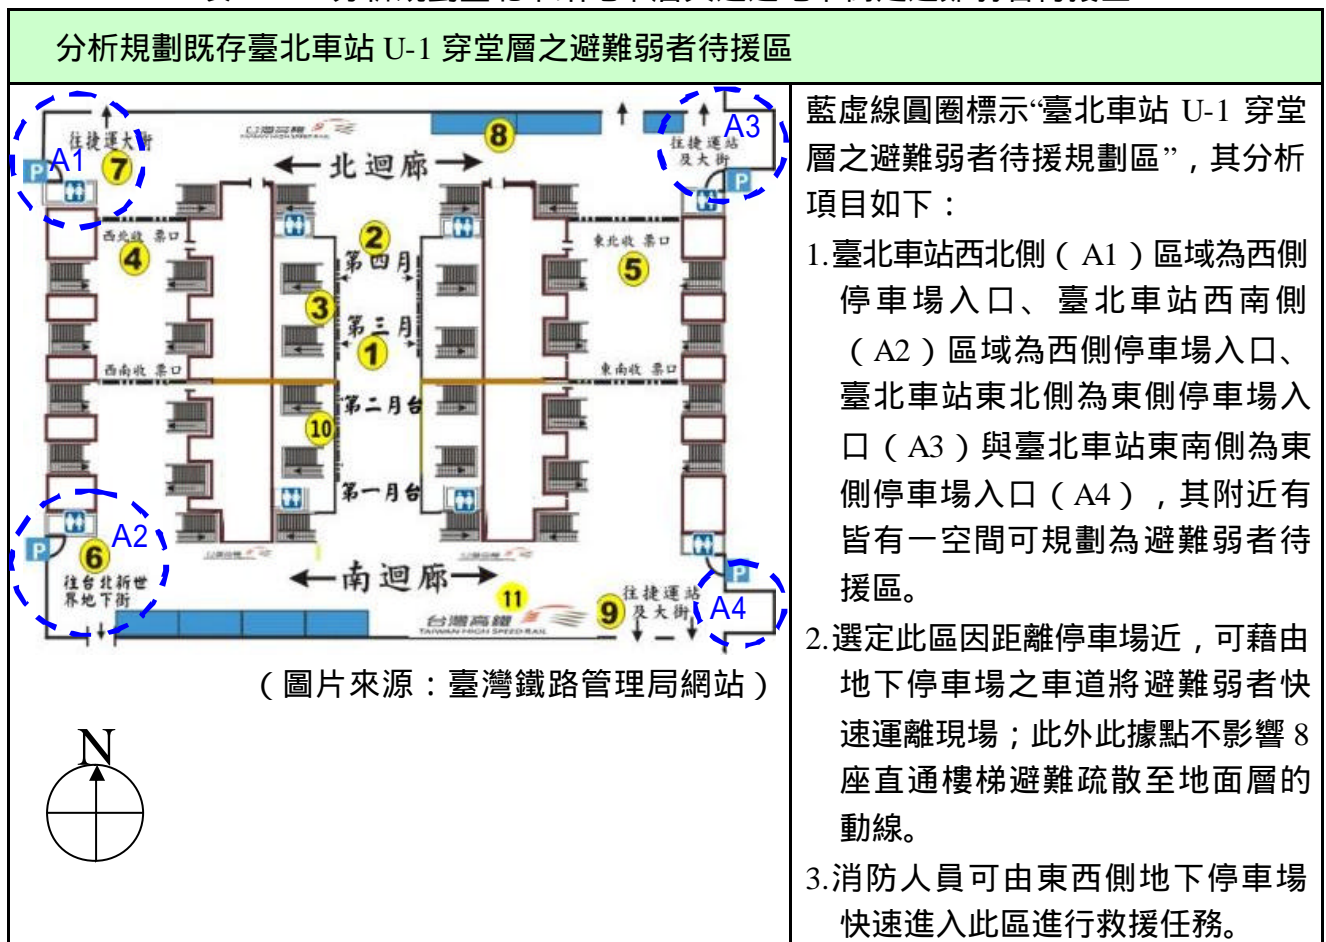 分析規劃既存臺北車站 U-1 穿堂層之避難弱者待援區
往捷運大街
A1
7
P
台灣高鐵
TAIWAN HIGH SPEED RAIL
8
往捷運站
及大街
A3
P
北迴廊
西北收票口
4
2
第四月
3
第三月
1
東北收票口
5
西南收票口
東南收票口
第二月台
10
第一月台
P
6
A2
往台北新世
界地下街
南迴廊
11
台灣高鐵
TAIWAN HIGH SPEED RAIL
9
往捷運站
及大街
P
A4
（圖片來源：臺灣鐵路管理局網站）
N
藍虛線圓圈標示“臺北車站 U-1 穿堂
層之避難弱者待援規劃區”，其分析
項目如下：
1.臺北車站西北側（A1）區域為西側
停車場入口、臺北車站西南側
（A2）區域為西側停車場入口、
臺北車站東北側為東側停車場入
口（A3）與臺北車站東南側為東
側停車場入口（A4），其附近有
皆有一空間可規劃為避難弱者待
援區。
2.選定此區因距離停車場近，可藉由
地下停車場之車道將避難弱者快
速運離現場；此外此據點不影響 8
座直通樓梯避難疏散至地面層的
動線。
3.消防人員可由東西側地下停車場
快速進入此區進行救援任務。